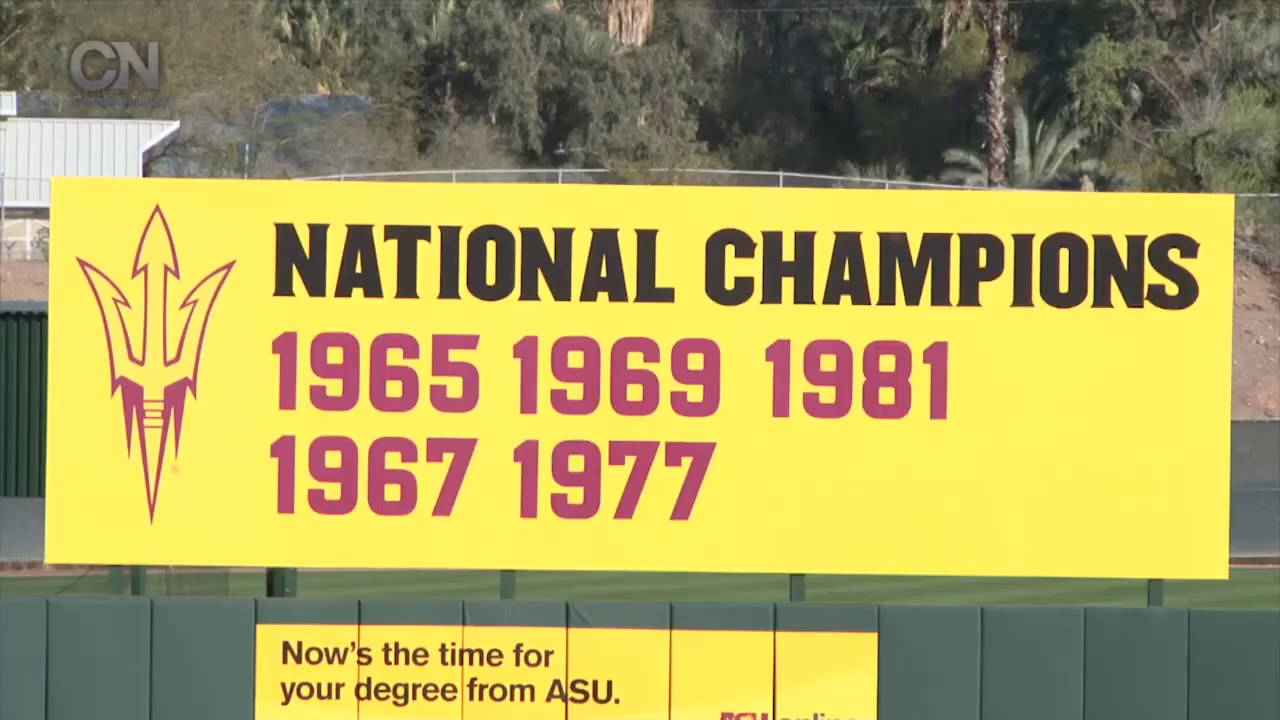 CN
NATIONAL CHAMPIONS
1965 1969 1981
1967 1977
Now's the time for
your degree from ASU.